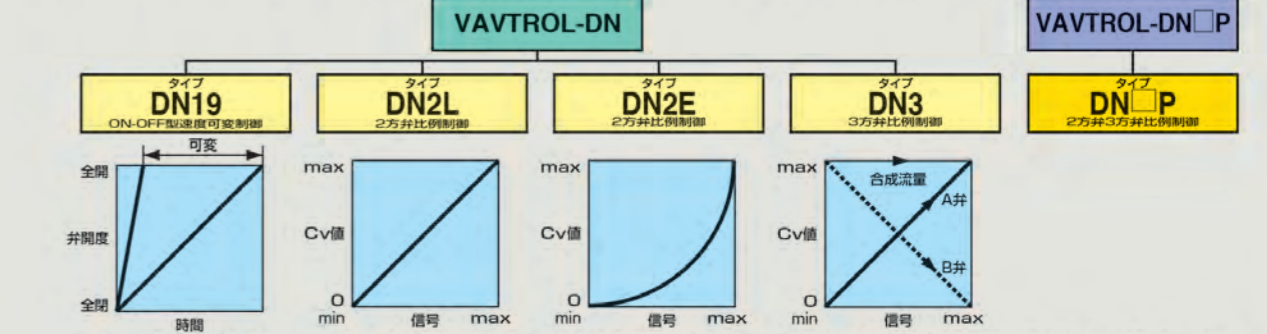 VAVTROL-DN
VAVTROL-DN□P
タイプ
DN19
ON-OFF型速度可変制御
タイプ
DN2L
2方弁比例制御
タイプ
DN2E
2方弁比例制御
タイプ
DN3
3方弁比例制御
タイプ
DN□P
2方弁3方弁比例制御
可変
全開
弁開度
全閉
時間
max
Cv値
0
min
信号
max
max
Cv値
0
min
信号
max
max
Cv値
0
min
信号
max
合成流量
A弁
B弁